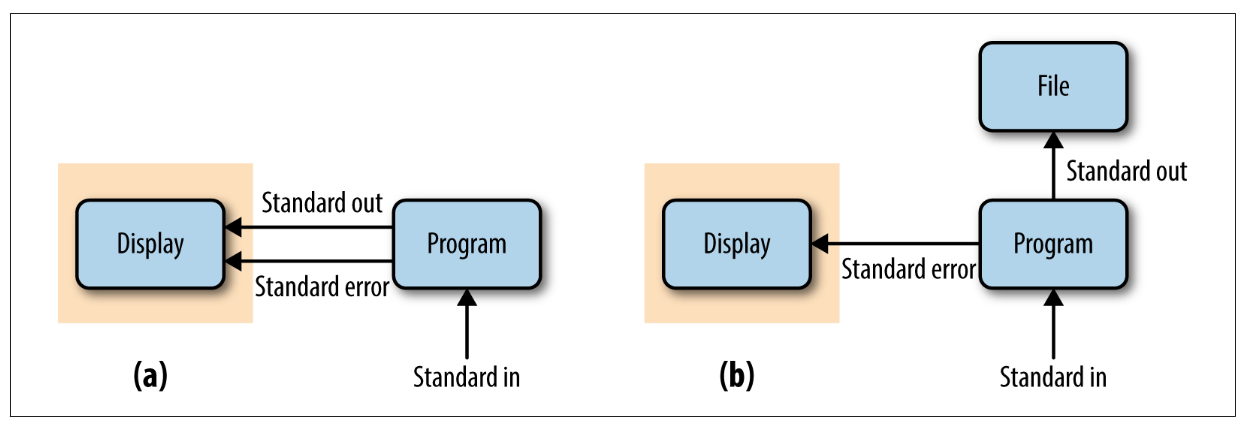 Standard out
Display
Program
Standard error
(a)
Standard in
File
Standard out
Display
Program
Standard error
(b)
Standard in